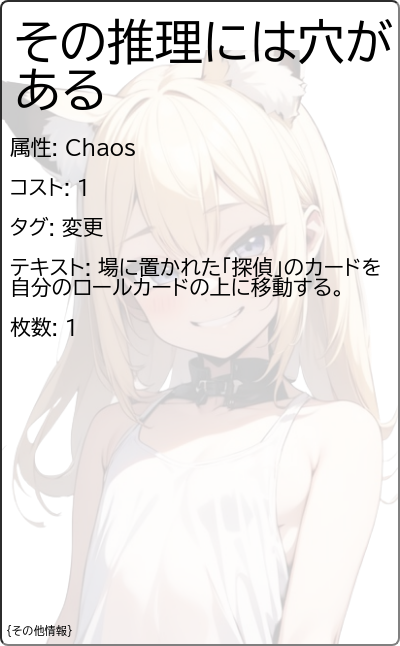 その推理には穴が
ある
属性: Chaos
コスト: 1
タグ: 変更
テキスト: 場に置かれた「探偵」のカードを
自分のロールカードの上に移動する。
枚数: 1
{その他情報}